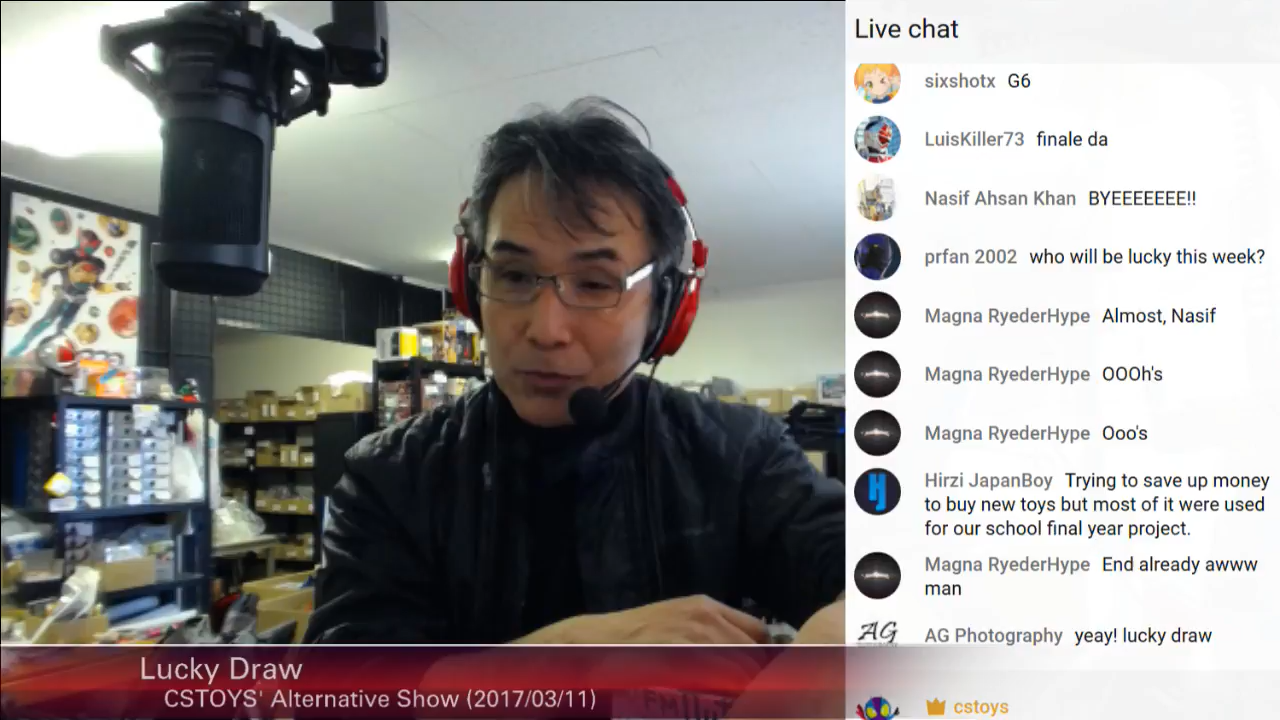 Live chat
sixshotx G6
LuisKiller73 finale da
Nasif Ahsan Khan BYEEEEEEE!!
prfan 2002 who will be lucky this week?
Magna RyederHype Almost, Nasif
Magna RyederHype OOOh's
Magna RyederHype Ooo's
Hirzi JapanBoy Trying to save up money
to buy new toys but most of it were used
for our school final year project.
Magna RyederHype End already awww
man
AG AG Photography yeay! lucky draw
cstoys
Lucky Draw
CSTOYS' Alternative Show (2017/03/11)